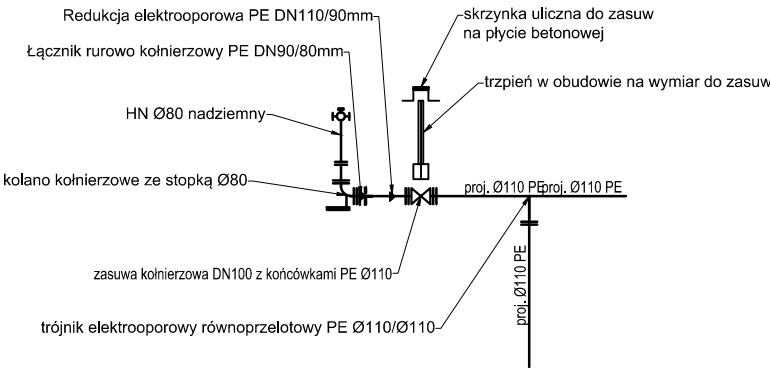 Redukcja elektrooporowa PE DN110/90mm
skrzynka uliczna do zasuw
na płycie betonowej
Łącznik rurowo kołnierzowy PE DN90/80mm
trzpień w obudowie na wymiar do zasuw
HN Ø80 nadziemny
kolano kołnierzowe ze stopką Ø80
proj. Ø110 PE
proj. Ø110 PE
zasuwa kołnierzowa DN100 z końcówkami PE Ø110
proj. Ø110 PE
trójnik elektrooporowy równoprzelotowy PE Ø110/Ø110